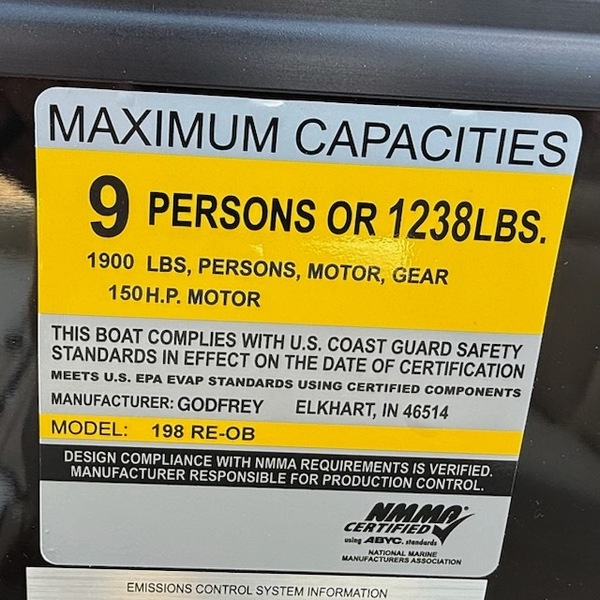 MAXIMUM CAPACITIES
9 PERSONS OR 1238LBS.
1900 LBS, PERSONS, MOTOR, GEAR
150H.P. MOTOR
THIS BOAT COMPLIES WITH U.S. COAST GUARD SAFETY
STANDARDS IN EFFECT ON THE DATE OF CERTIFICATION
MEETS U.S. EPA EVAP STANDARDS USING CERTIFIED COMPONENTS
MANUFACTURER: GODFREY ELKHART, IN 46514
MODEL: 198 RE-OB
DESIGN COMPLIANCE WITH NMMA REQUIREMENTS IS VERIFIED.
MANUFACTURER RESPONSIBLE FOR PRODUCTION CONTROL.
NMMA®
CERTIFIED
using ABYC. standards
NATIONAL MARINE
MANUFACTURERS ASSOCIATION
EMISSIONS CONTROL SYSTEM INFORMATION